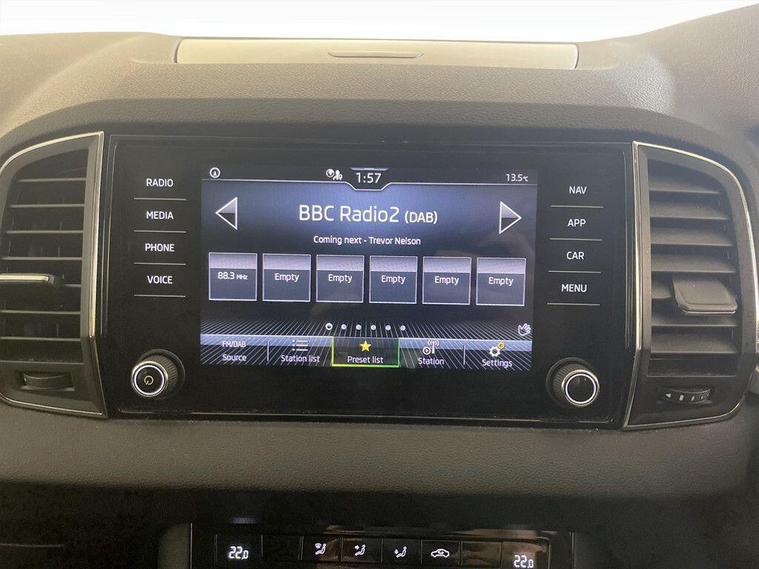 1:57
13.5°C
RADIO
MEDIA
PHONE
VOICE
BBC Radio2 (DAB)
Coming next - Trevor Nelson
88.3 MHz
Empty
Empty
Empty
Empty
Empty
FM/DAB
Source
Station list
Preset list
Station
Settings
NAV
APP
CAR
MENU
22.0
22.0